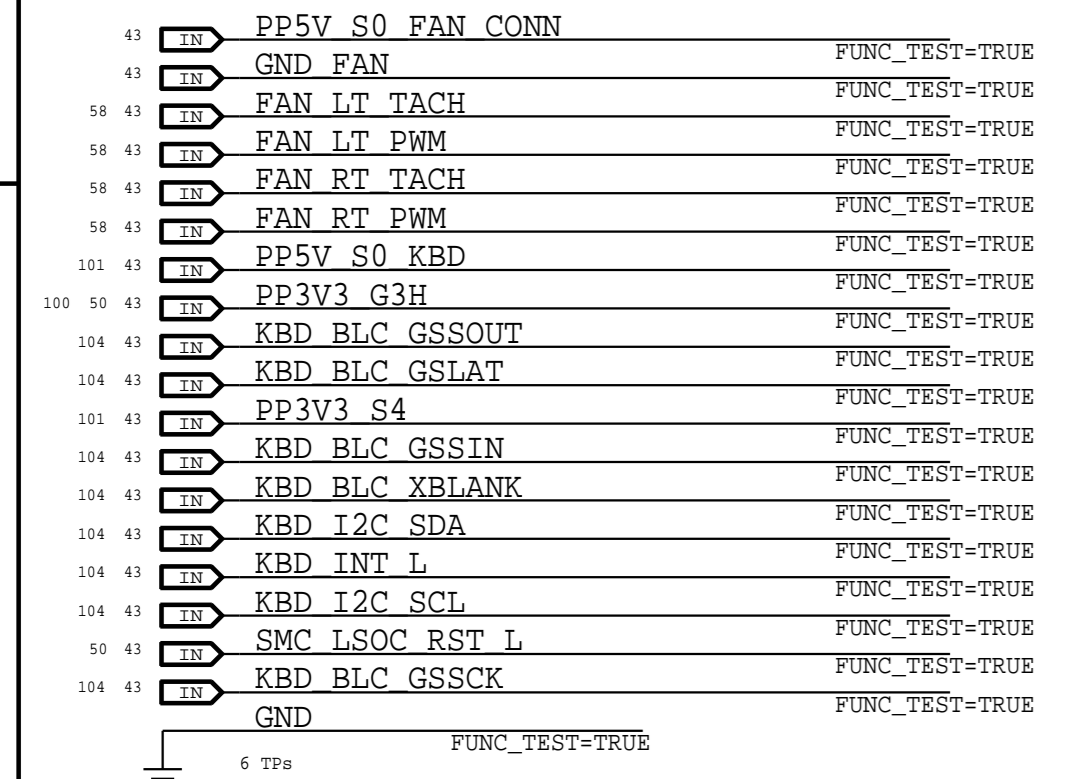 43 IN PP5V_S0_FAN_CONN FUNC_TEST=TRUE
43 IN GND_FAN FUNC_TEST=TRUE
58 43 IN FAN_LT_TACH FUNC_TEST=TRUE
58 43 IN FAN_LT_PWM FUNC_TEST=TRUE
58 43 IN FAN_RT_TACH FUNC_TEST=TRUE
58 43 IN FAN_RT_PWM FUNC_TEST=TRUE
101 43 IN PP5V_S0_KBD FUNC_TEST=TRUE
100 50 43 IN PP3V3_G3H FUNC_TEST=TRUE
104 43 IN KBD_BLC_GSSOUT FUNC_TEST=TRUE
104 43 IN KBD_BLC_GSLAT FUNC_TEST=TRUE
101 43 IN PP3V3_S4 FUNC_TEST=TRUE
104 43 IN KBD_BLC_GSSIN FUNC_TEST=TRUE
104 43 IN KBD_BLC_XBLANK FUNC_TEST=TRUE
104 43 IN KBD_I2C_SDA FUNC_TEST=TRUE
104 43 IN KBD_INT_L FUNC_TEST=TRUE
104 43 IN KBD_I2C_SCL FUNC_TEST=TRUE
50 43 IN SMC_LSOC_RST_L FUNC_TEST=TRUE
104 43 IN KBD_BLC_GSSCK FUNC_TEST=TRUE
GND FUNC_TEST=TRUE
6 TPs